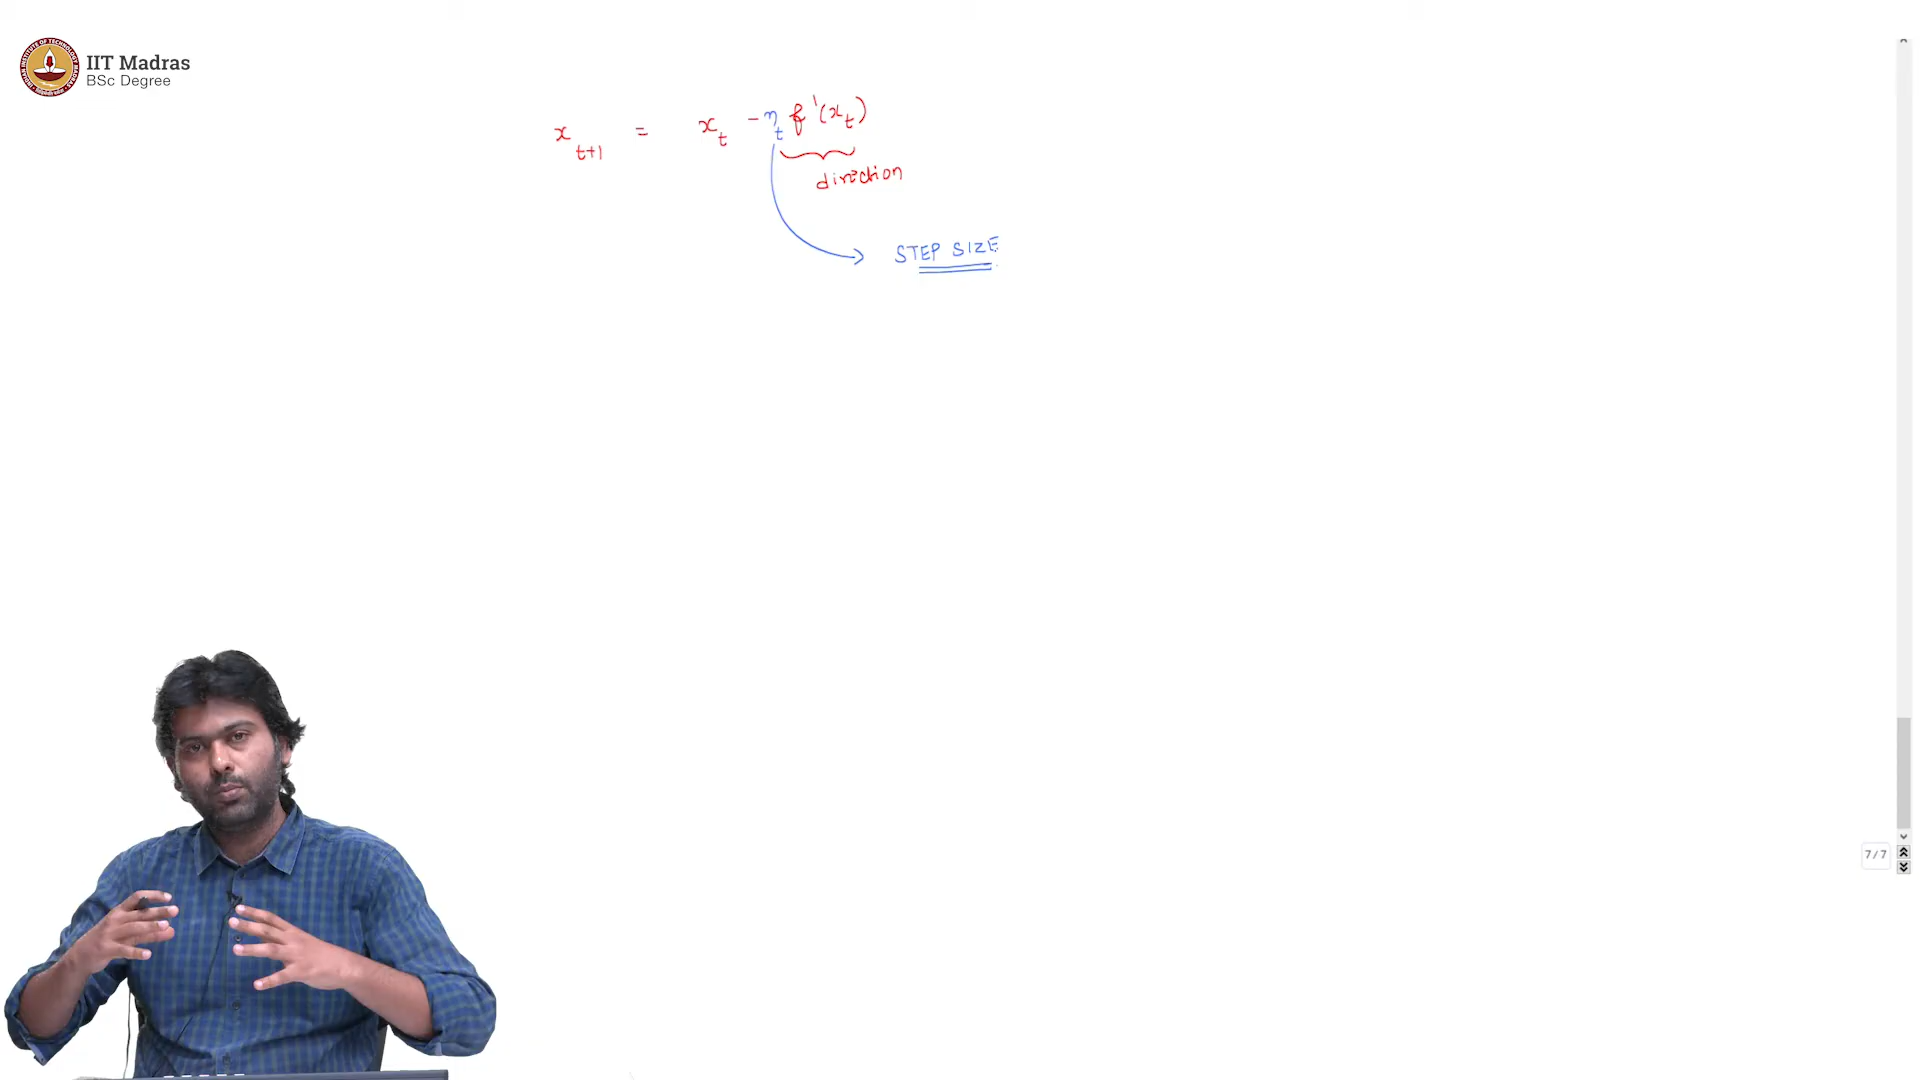 IIT Madras
BSc Degree
x_{t+1} = x_t - η_t f'(x_t)
direction
STEP SIZE
7/7